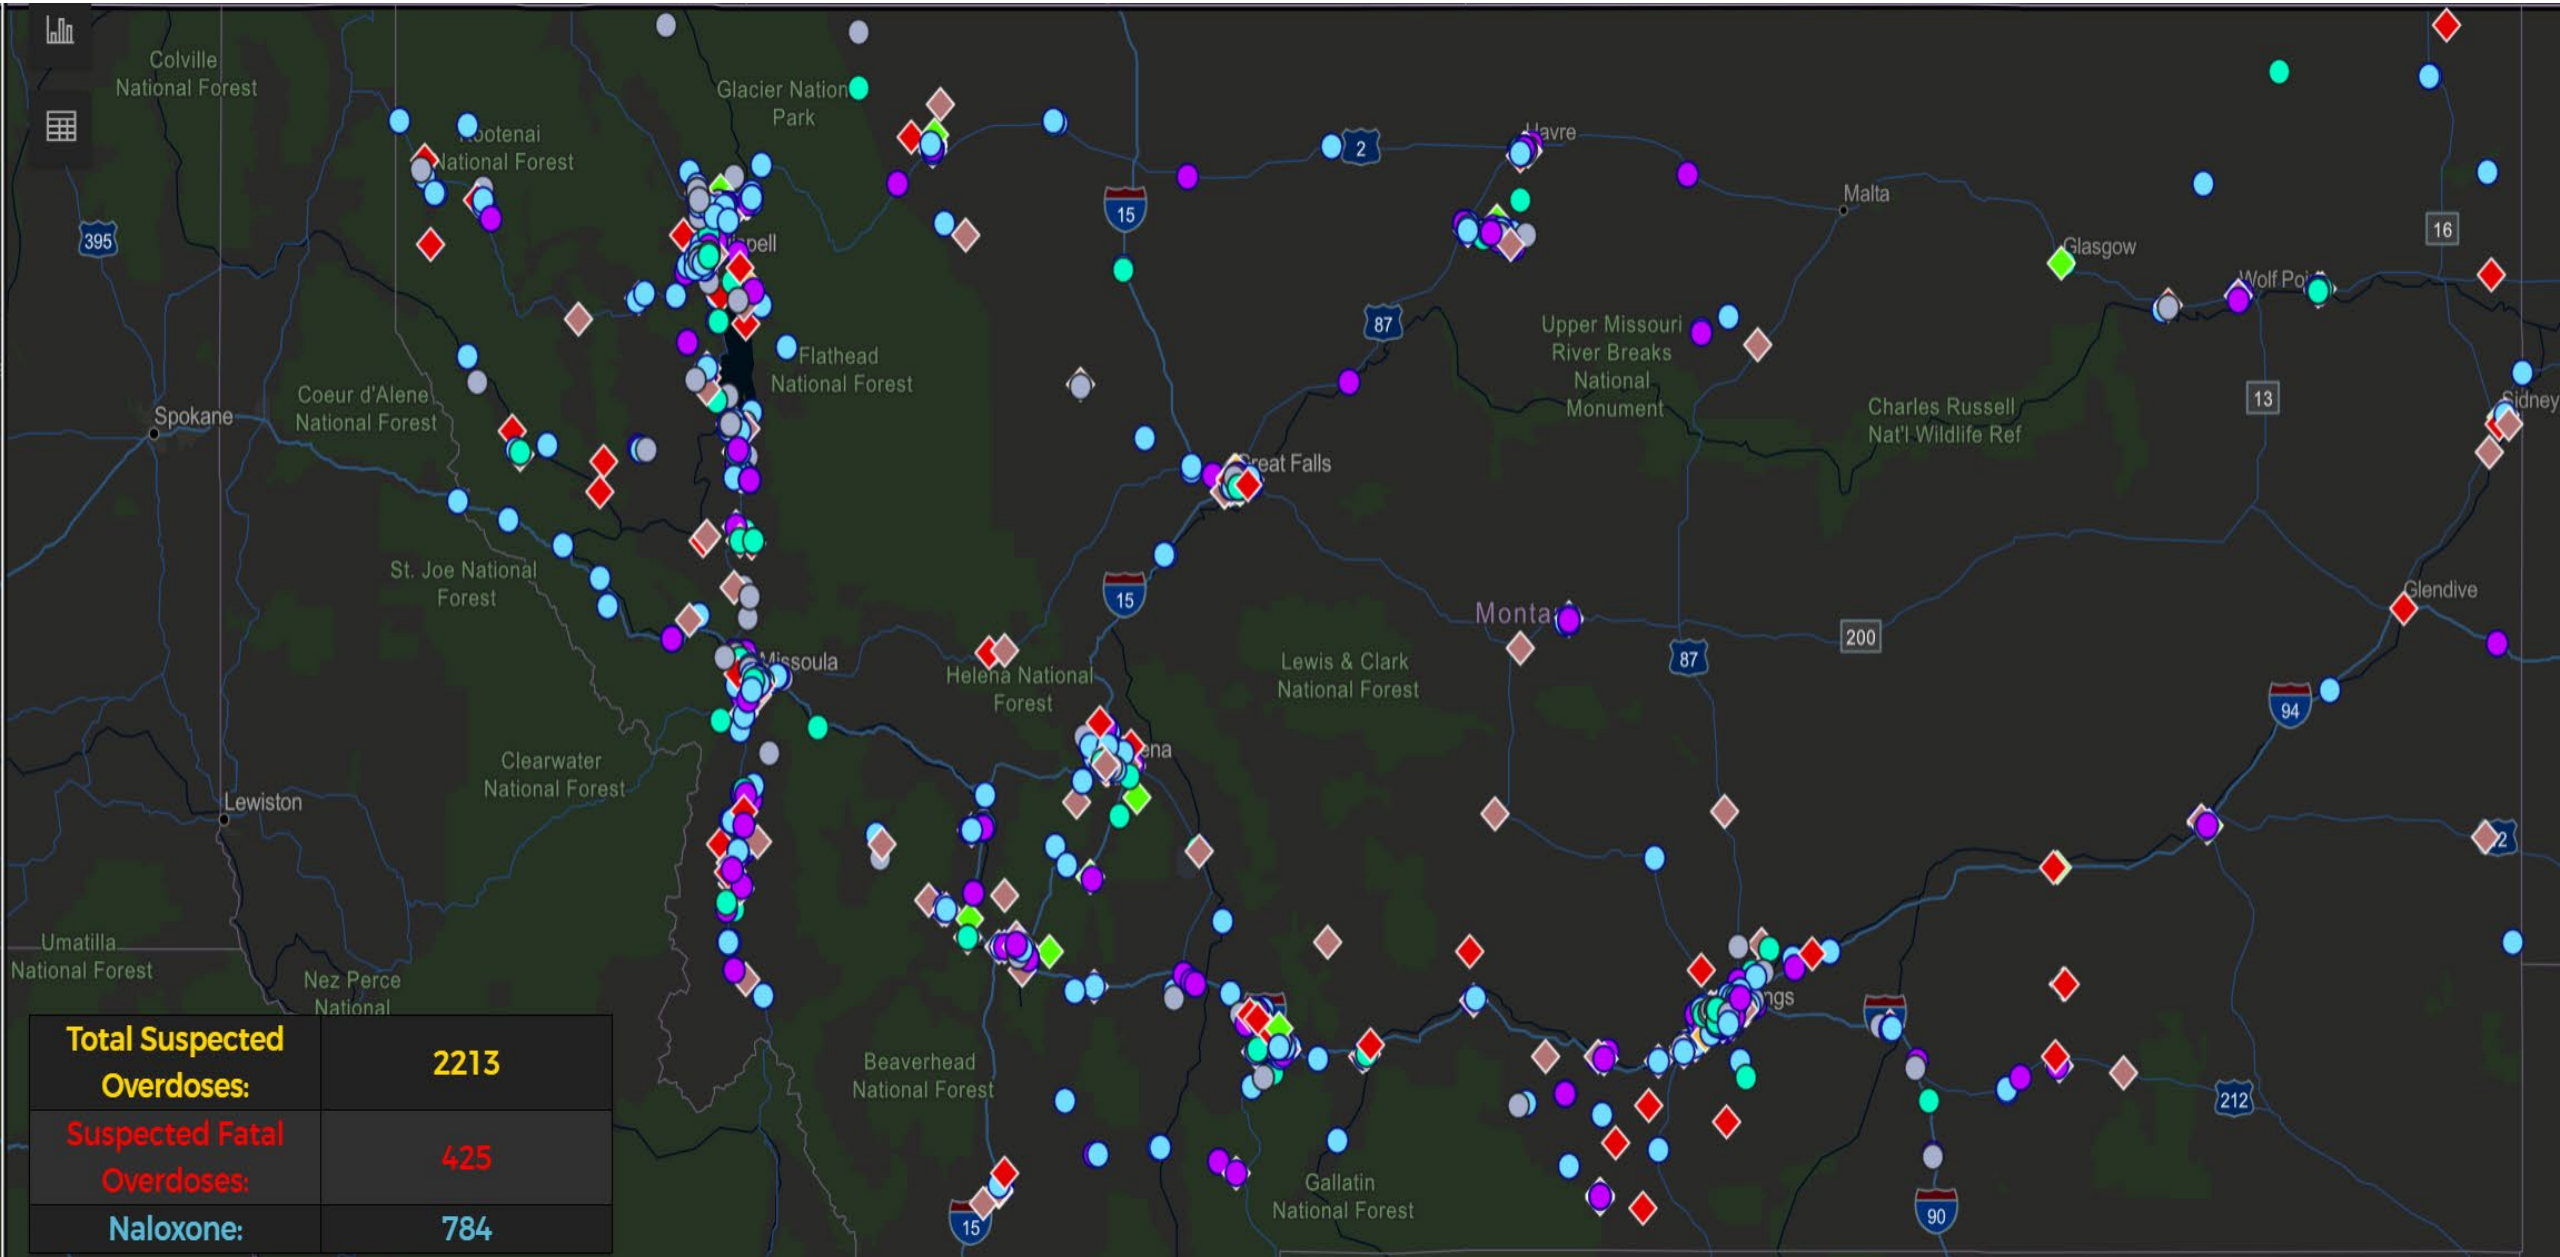 Colville
National Forest
Glacier Nation
Park
Kootenai
National Forest
2
Havre
Malta
395
15
16
Glasgow
Wolf Poi
87
Upper Missouri
River Breaks
National
Monument
Flathead
National Forest
Coeur d'Alene
National Forest
13
Charles Russell
Nat'l Wildlife Ref
Sidney
Spokane
Great Falls
St. Joe National
Forest
15
Monta
200
87
Glendive
Missoula
Helena National
Forest
Lewis & Clark
National Forest
94
Clearwater
National Forest
ena
Lewiston
2
Umatilla
National Forest
Nez Perce
National
ngs
Beaverhead
National Forest
212
Gallatin
National Forest
15
90
Total Suspected
Overdoses:
2213
Suspected Fatal
Overdoses:
425
Naloxone:
784